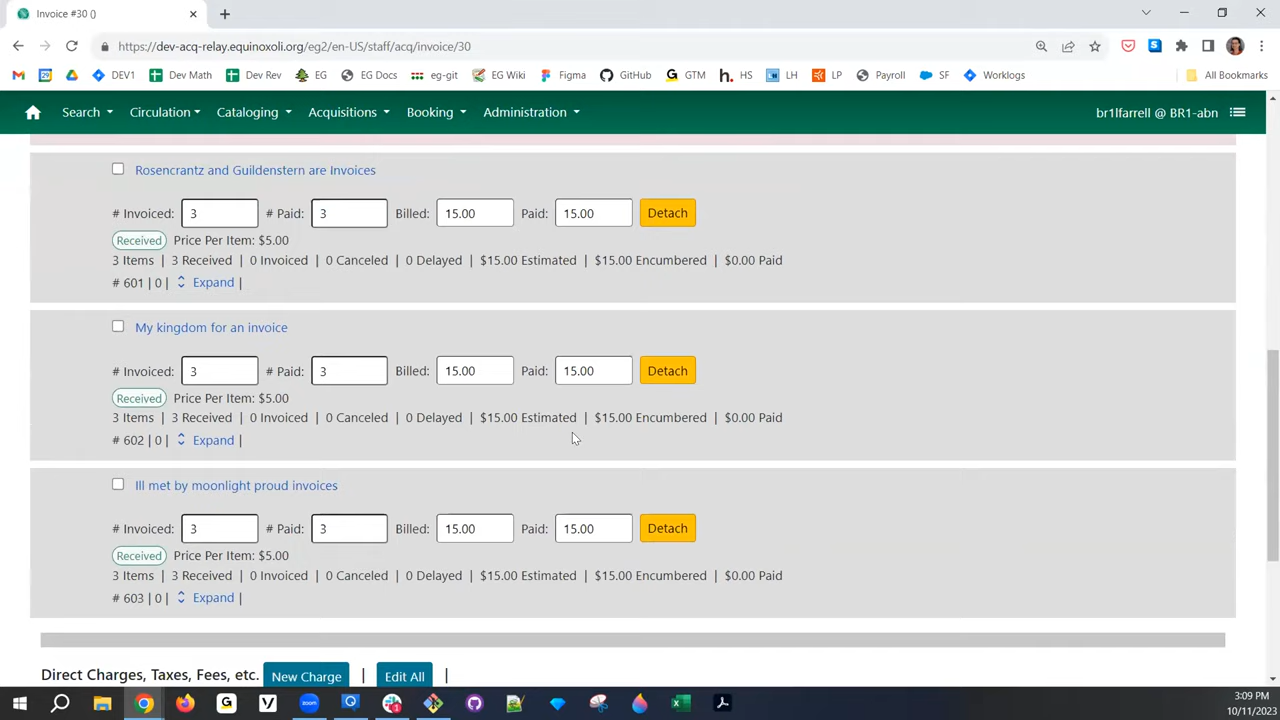 Invoice #30 ()
https://dev-acq-relay.equinoxoli.org/eg2/en-US/staff/acq/invoice/30
DEV1 Dev Math Dev Rev EG EG Docs eg-git EG Wiki Figma GitHub GTM HS LH LP Payroll SF Worklogs All Bookmarks
Search Circulation Cataloging Acquisitions Booking Administration br1lfarrell @ BR1-abn
Rosencrantz and Guildenstern are Invoices
# Invoiced: 3 # Paid: 3 Billed: 15.00 Paid: 15.00 Detach
Received Price Per Item: $5.00
3 Items | 3 Received | 0 Invoiced | 0 Canceled | 0 Delayed | $15.00 Estimated | $15.00 Encumbered | $0.00 Paid
# 601 | 0 | Expand |
My kingdom for an invoice
# Invoiced: 3 # Paid: 3 Billed: 15.00 Paid: 15.00 Detach
Received Price Per Item: $5.00
3 Items | 3 Received | 0 Invoiced | 0 Canceled | 0 Delayed | $15.00 Estimated | $15.00 Encumbered | $0.00 Paid
# 602 | 0 | Expand |
Ill met by moonlight proud invoices
# Invoiced: 3 # Paid: 3 Billed: 15.00 Paid: 15.00 Detach
Received Price Per Item: $5.00
3 Items | 3 Received | 0 Invoiced | 0 Canceled | 0 Delayed | $15.00 Estimated | $15.00 Encumbered | $0.00 Paid
# 603 | 0 | Expand |
Direct Charges, Taxes, Fees, etc. New Charge | Edit All |
zoom
3:09 PM
10/11/2023